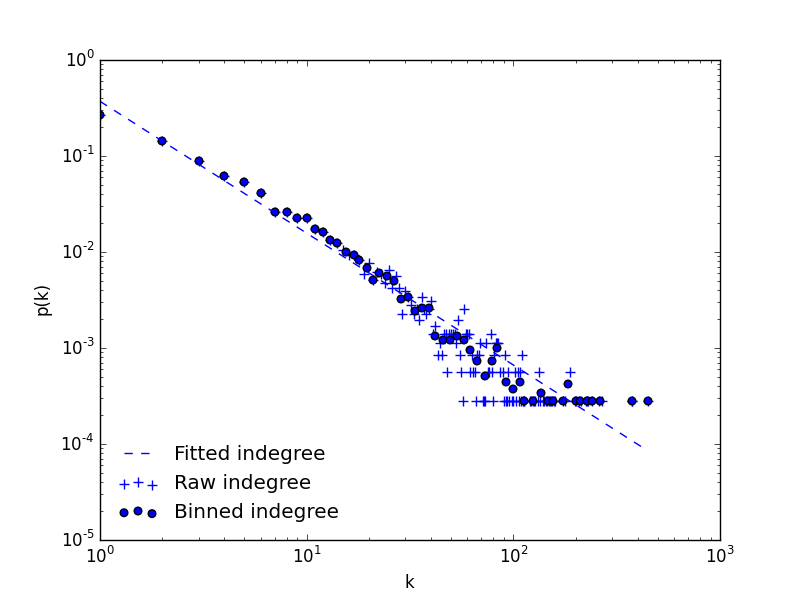 10^0
10^-1
10^-2
10^-3
10^-4
10^-5
p(k)
Fitted indegree
Raw indegree
Binned indegree
10^0 10^1 10^2 10^3
k